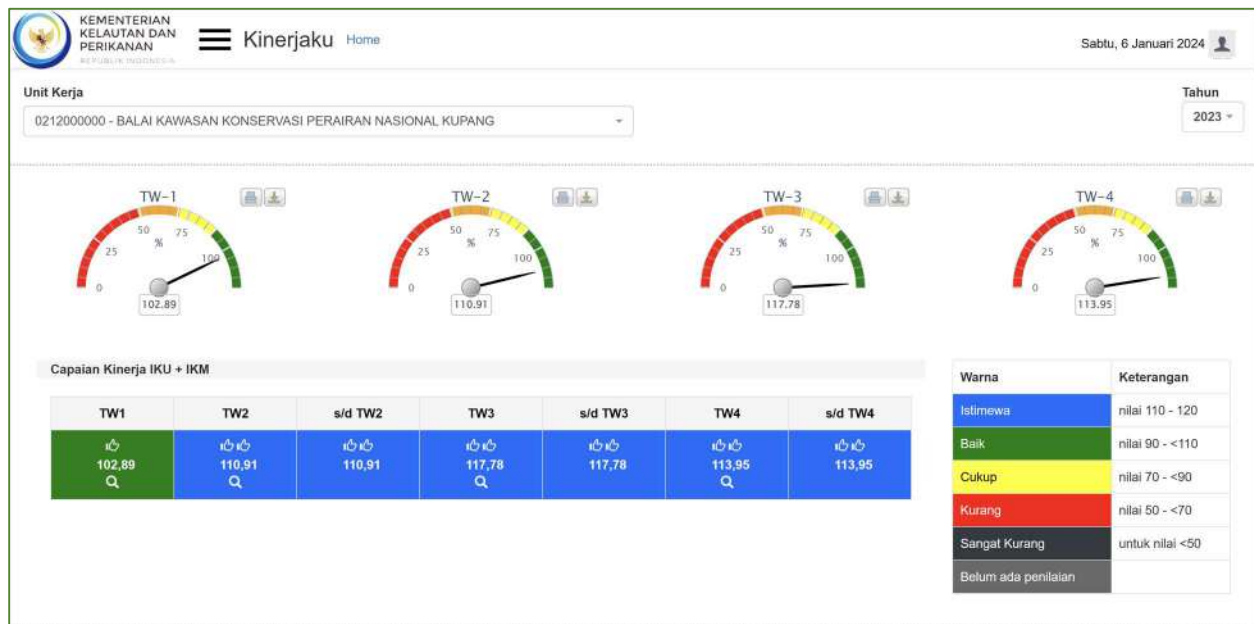 KEMENTERIAN
KELAUTAN DAN
PERIKANAN
REPUBLIK INDONESIA
Kinerjaku Home
Sabtu, 6 Januari 2024
Unit Kerja
Tahun
0212000000 - BALAI KAWASAN KONSERVASI PERAIRAN NASIONAL KUPANG
2023
TW-1
0 25 50 75 100
%
102.89
TW-2
0 25 50 75 100
%
110.91
TW-3
0 25 50 75 100
%
117.78
TW-4
0 25 50 75 100
%
113.95
Capaian Kinerja IKU + IKM
TW1 TW2 s/d TW2 TW3 s/d TW3 TW4 s/d TW4
102,89 110,91 110,91 117,78 117,78 113,95 113,95
Warna Keterangan
Istimewa nilai 110 - 120
Baik nilai 90 - <110
Cukup nilai 70 - <90
Kurang nilai 50 - <70
Sangat Kurang untuk nilai <50
Belum ada penilaian